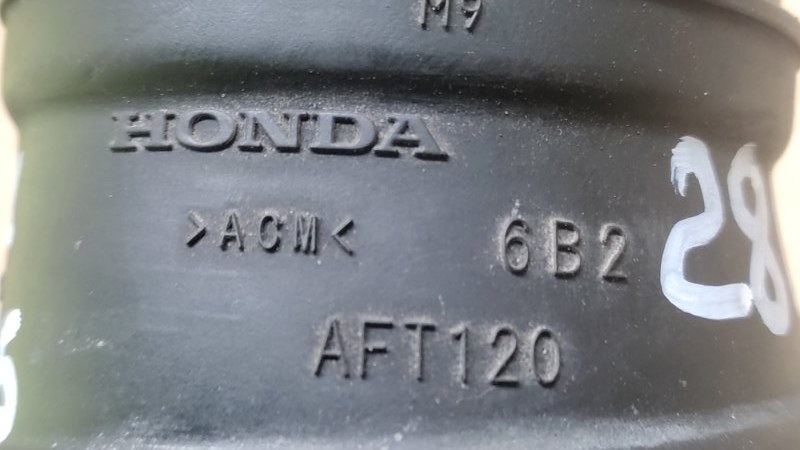 M9
HONDA
>ACM< 6B2
28
AFT120